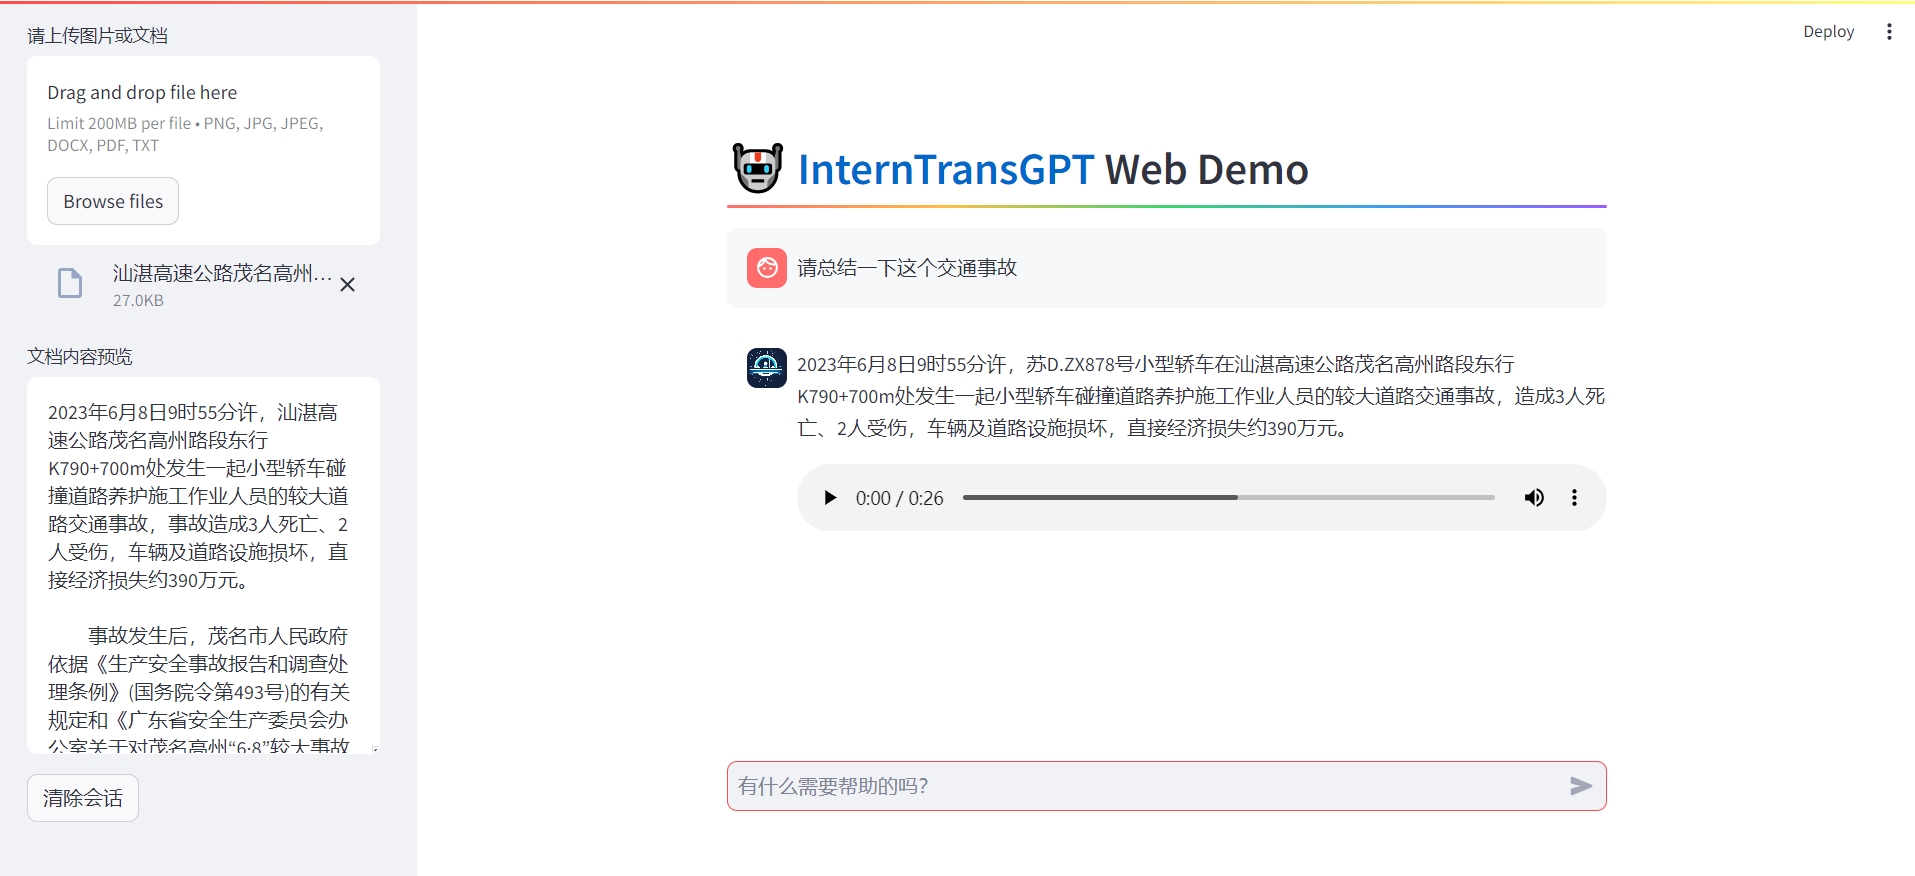 请上传图片或文档
Drag and drop file here
Limit 200MB per file • PNG, JPG, JPEG,
DOCX, PDF, TXT
Browse files
汕湛高速公路茂名高州...
27.0KB
文档内容预览
2023年6月8日9时55分许，汕湛高
速公路茂名高州路段东行
K790+700m处发生一起小型轿车碰
撞道路养护施工作业人员的较大道
路交通事故，事故造成3人死亡、2
人受伤，车辆及道路设施损坏，直
接经济损失约390万元。
事故发生后，茂名市人民政府
依据《生产安全事故报告和调查处
理条例》(国务院令第493号)的有关
规定和《广东省安全生产委员会办
公室关于对茂名高州“6·8”较大事故
清除会话
Deploy
InternTransGPT Web Demo
请总结一下这个交通事故
2023年6月8日9时55分许，苏D.ZX878号小型轿车在汕湛高速公路茂名高州路段东行
K790+700m处发生一起小型轿车碰撞道路养护施工作业人员的较大道路交通事故，造成3人死
亡、2人受伤，车辆及道路设施损坏，直接经济损失约390万元。
0:00 / 0:26
有什么需要帮助的吗？